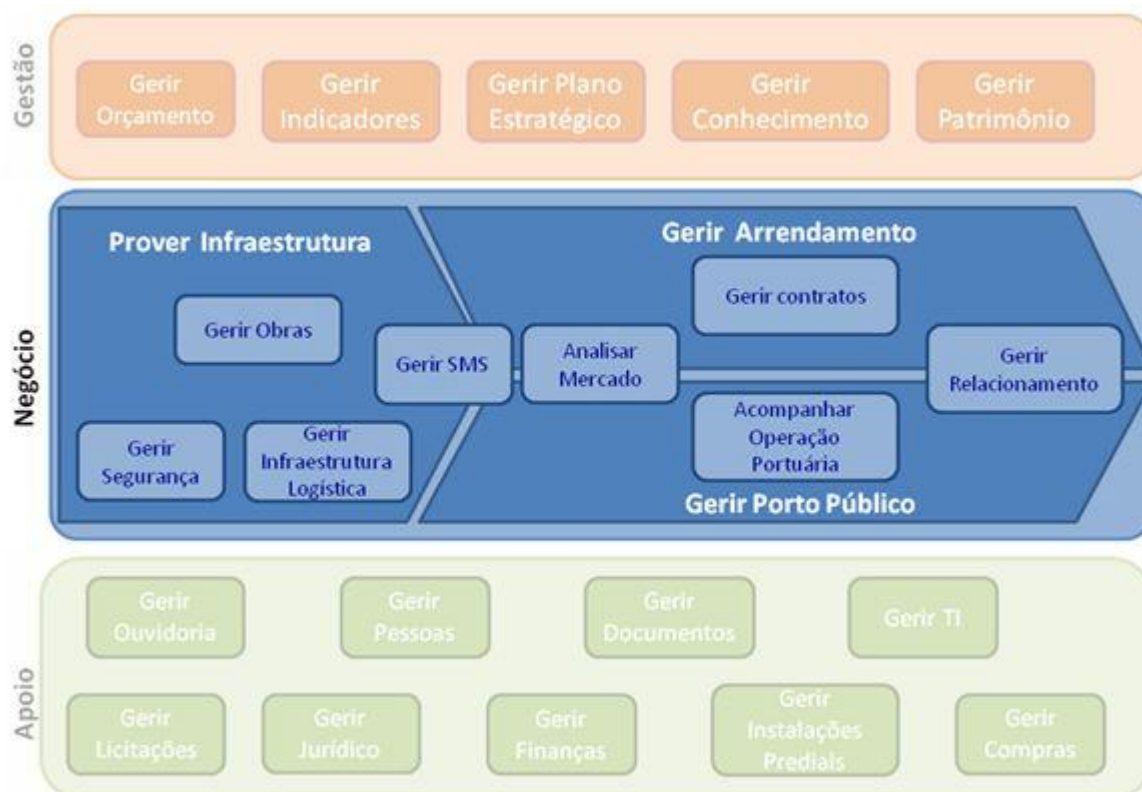 Gestão
Gerir
Orçamento
Gerir
Indicadores
Gerir Plano
Estratégico
Gerir
Conhecimento
Gerir
Patrimônio
Negócio
Prover Infraestrutura
Gerir Obras
Gerir SMS
Gerir
Segurança
Gerir
Infraestrutura
Logística
Gerir Arrendamento
Gerir contratos
Analisar
Mercado
Gerir
Relacionamento
Acompanhar
Operação
Portuária
Gerir Porto Público
Apoio
Gerir
Ouvidoria
Gerir
Pessoas
Gerir
Documentos
Gerir TI
Gerir
Licitações
Gerir
Jurídico
Gerir
Finanças
Gerir
Instalações
Prediais
Gerir
Compras